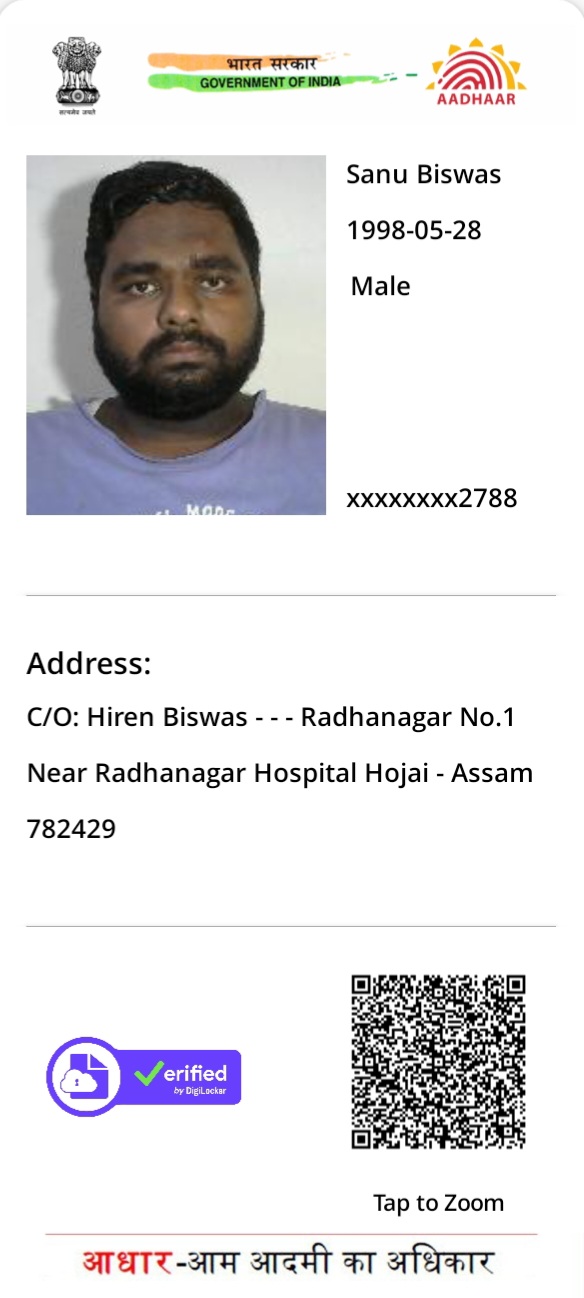 सत्यमेव जयते
भारत सरकार
GOVERNMENT OF INDIA
AADHAAR
Sanu Biswas
1998-05-28
Male
xxxxxxxx2788
Address:
C/O: Hiren Biswas - - - Radhanagar No.1
Near Radhanagar Hospital Hojai - Assam
782429
erified
by DigiLocker
Tap to Zoom
आधार-आम आदमी का अधिकार